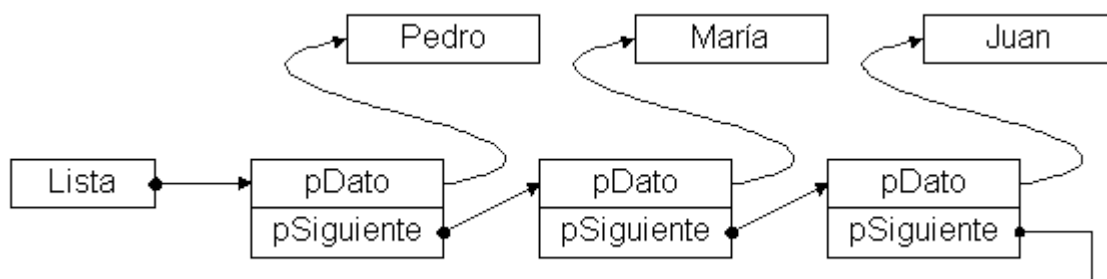 Pedro
María
Juan
Lista
pDato
pDato
pDato
pSiguiente
pSiguiente
pSiguiente